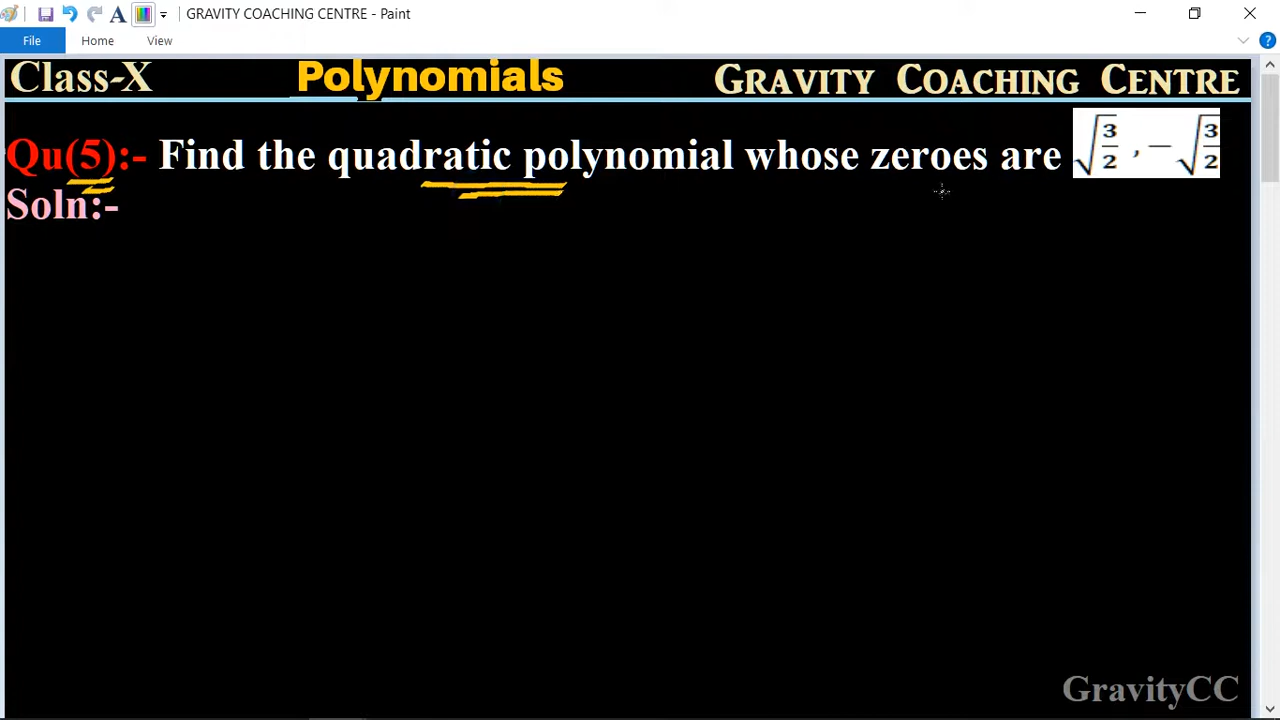 GRAVITY COACHING CENTRE - Paint
File Home View
Class-X Polynomials GRAVITY COACHING CENTRE
Qu(5):- Find the quadratic polynomial whose zeroes are √3/2 , −√3/2
Soln:-
GravityCC